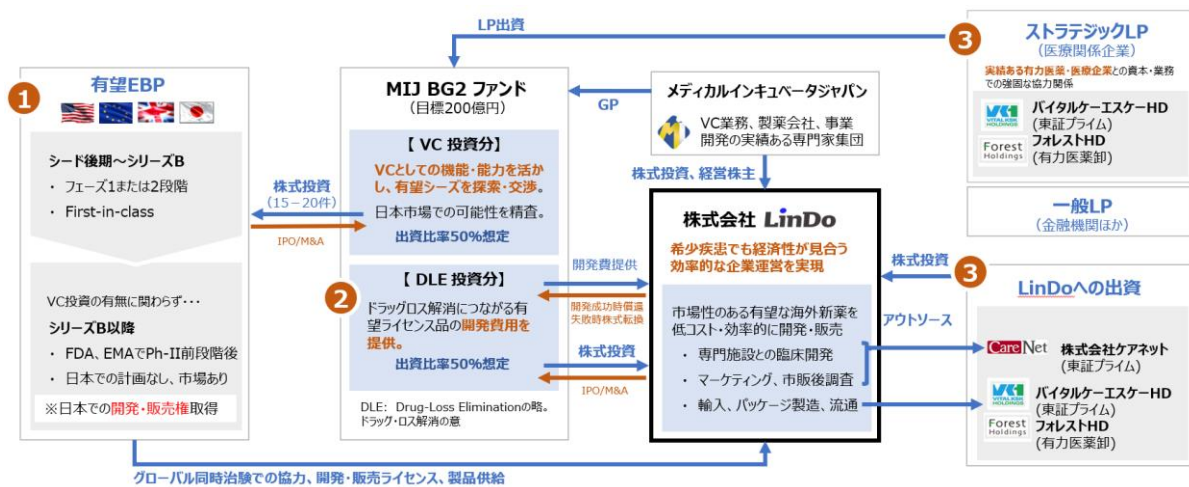 LP出資
1
有望EBP
シード後期～シリーズB
・ フェーズ1または2段階
・ First-in-class
VC投資の有無に関わらず・・・
シリーズB以降
・ FDA、EMAでPh-II前段階後
・ 日本での計画なし、市場あり
※日本での開発・販売権取得
株式投資
(15－20件)
IPO/M&A
MIJ BG2 ファンド
(目標200億円)
【 VC 投資分】
VCとしての機能・能力を活か
し、有望シーズを探索・交渉。
日本市場での可能性を精査。
出資比率50%想定
2
【 DLE 投資分】
ドラッグロス解消につながる有
望ライセンス品の開発費用を
提供。
出資比率50%想定
DLE： Drug-Loss Eliminationの略。
ドラッグ・ロス解消の意
GP
メディカルインキュベータジャパン
VC業務、製薬会社、事業
開発の実績ある専門家集団
株式投資、経営株主
開発費提供
開発成功時償還
失敗時株式転換
株式投資
IPO/M&A
株式会社 LinDo
希少疾患でも経済性が見合う
効率的な企業運営を実現
市場性のある有望な海外新薬を
低コスト・効率的に開発・販売
・ 専門施設との臨床開発
・ マーケティング、市販後調査
・ 輸入、パッケージ製造、流通
3
ストラテジックLP
(医療関係企業)
実績ある有力医薬・医療企業との資本・業務
での強固な協力関係
VITAL KSK
HOLDINGS
バイタルケーエスケーHD
(東証プライム)
Forest
Holdings
フォレストHD
(有力医薬卸)
一般LP
(金融機関ほか)
株式投資
アウトソース
3
LinDoへの出資
CareNet
株式会社ケアネット
(東証プライム)
VITAL KSK
HOLDINGS
バイタルケーエスケーHD
(東証プライム)
Forest
Holdings
フォレストHD
(有力医薬卸)
グローバル同時治験での協力、開発・販売ライセンス、製品供給